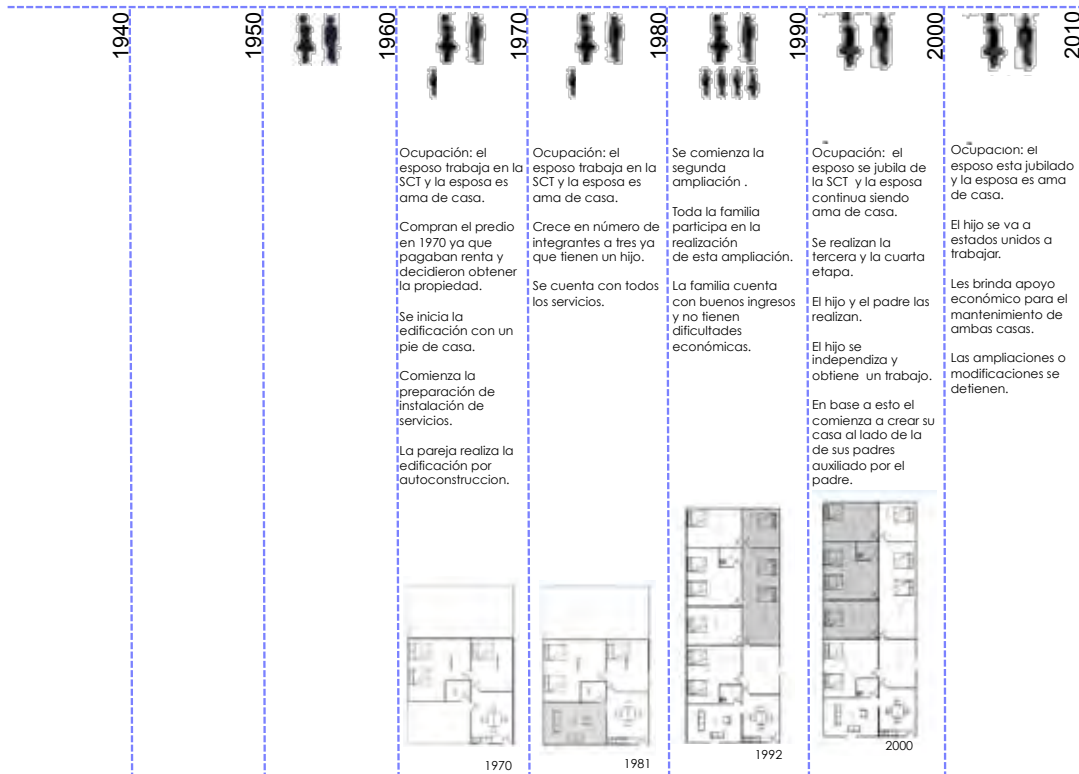 1940
1950
1960
1970
1980
1990
2000
2010
Ocupación: el
esposo trabaja en la
SCT y la esposa es
ama de casa.
Compran el predio
en 1970 ya que
pagaban renta y
decidieron obtener
la propiedad.
Se inicia la
edificación con un
pie de casa.
Comienza la
preparación de
instalación de
servicios.
La pareja realiza la
edificación por
autoconstruccion.
1970
Ocupación: el
esposo trabaja en la
SCT y la esposa es
ama de casa.
Crece en número de
integrantes a tres ya
que tienen un hijo.
Se cuenta con todos
los servicios.
1981
Se comienza la
segunda
ampliación .
Toda la familia
participa en la
realización
de esta ampliación.
La familia cuenta
con buenos ingresos
y no tienen
dificultades
económicas.
1992
Ocupación: el
esposo se jubila de
la SCT y la esposa
continua siendo
ama de casa.
Se realizan la
tercera y la cuarta
etapa.
El hijo y el padre las
realizan.
El hijo se
independiza y
obtiene un trabajo.
En base a esto el
comienza a crear su
casa al lado de la
de sus padres
auxiliado por el
padre.
2000
Ocupación: el
esposo esta jubilado
y la esposa es ama
de casa.
El hijo se va a
estados unidos a
trabajar.
Les brinda apoyo
económico para el
mantenimiento de
ambas casas.
Las ampliaciones o
modificaciones se
detienen.